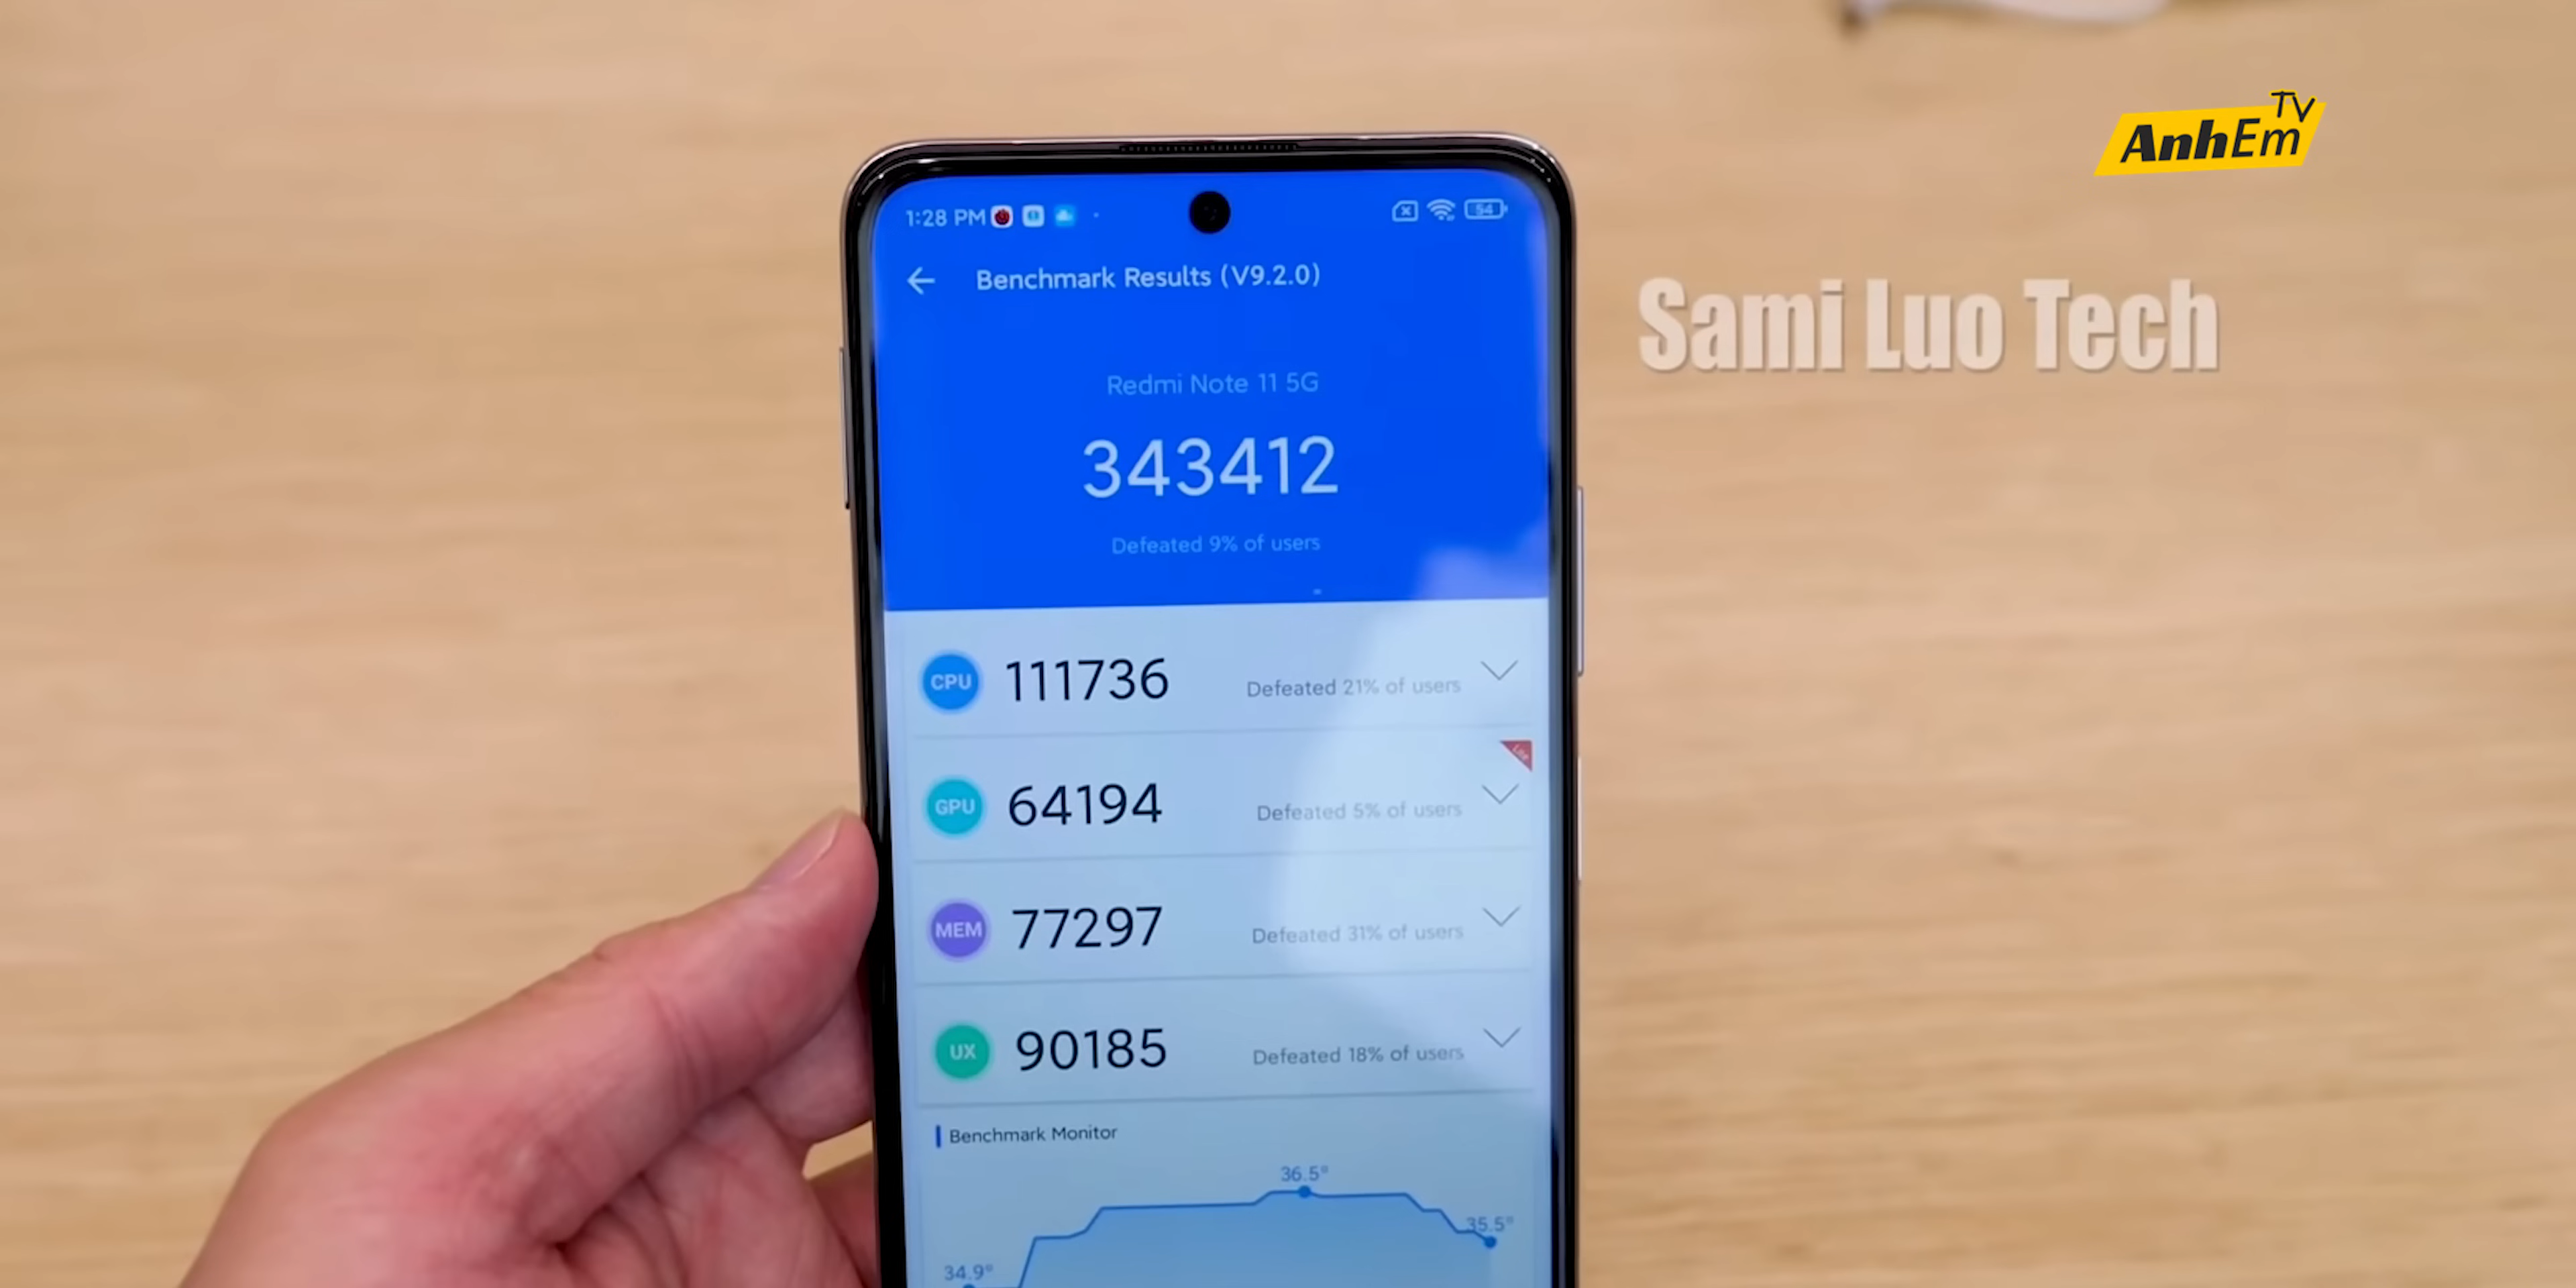 TV
AnhEm
1:28 PM
54
Benchmark Results (V9.2.0)
Sami Luo Tech
Redmi Note 11 5G
343412
Defeated 9% of users
CPU 111736 Defeated 21% of users
GPU 64194 Defeated 5% of users
MEM 77297 Defeated 31% of users
UX 90185 Defeated 18% of users
Benchmark Monitor
36.5°
35.5°
34.9°